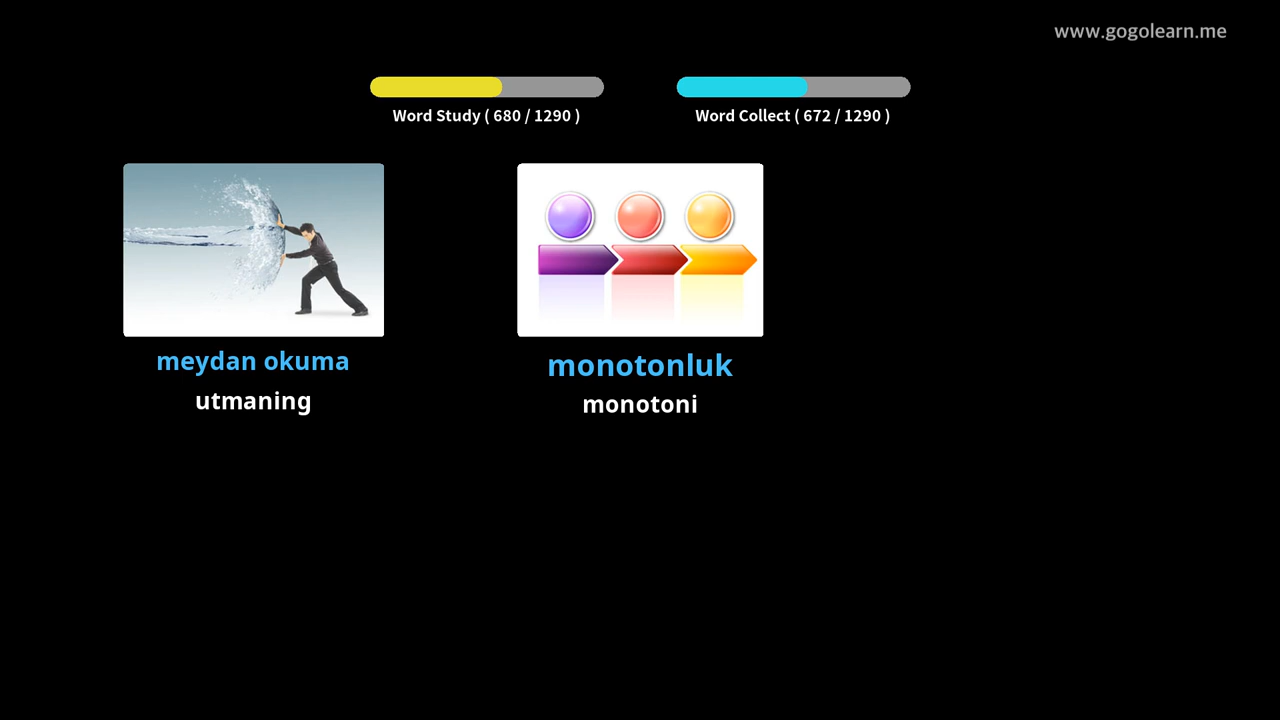 www.gogolearn.me
Word Study ( 680 / 1290 )
Word Collect ( 672 / 1290 )
meydan okuma
utmaning
monotonluk
monotoni